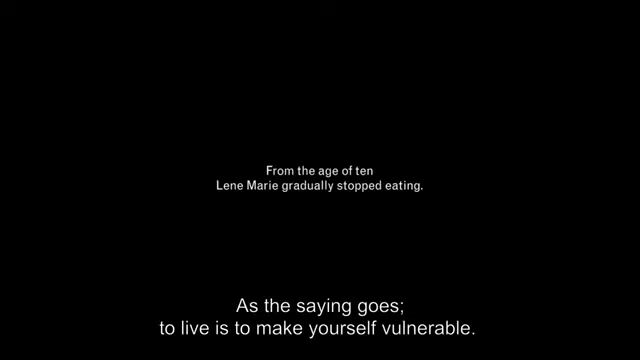 From the age of ten
Lene Marie gradually stopped eating.
As the saying goes;
to live is to make yourself vulnerable.